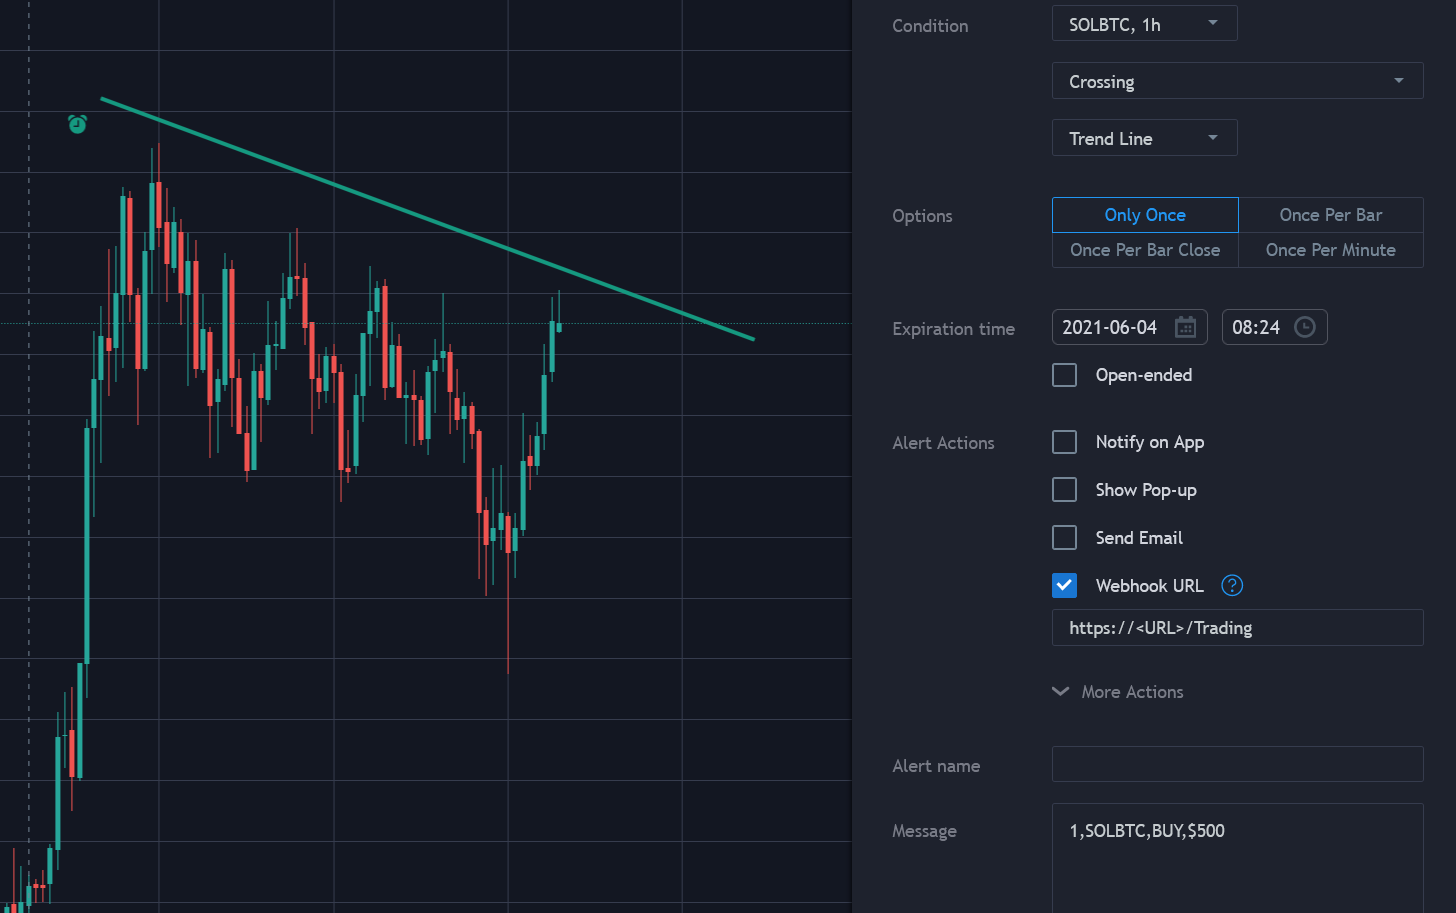 Condition
SOLBTC, 1h
Crossing
Trend Line
Options
Only Once
Once Per Bar
Once Per Bar Close
Once Per Minute
Expiration time
2021-06-04
08:24
Open-ended
Alert Actions
Notify on App
Show Pop-up
Send Email
Webhook URL ?
https://<URL>/Trading
More Actions
Alert name
Message
1,SOLBTC,BUY,$500